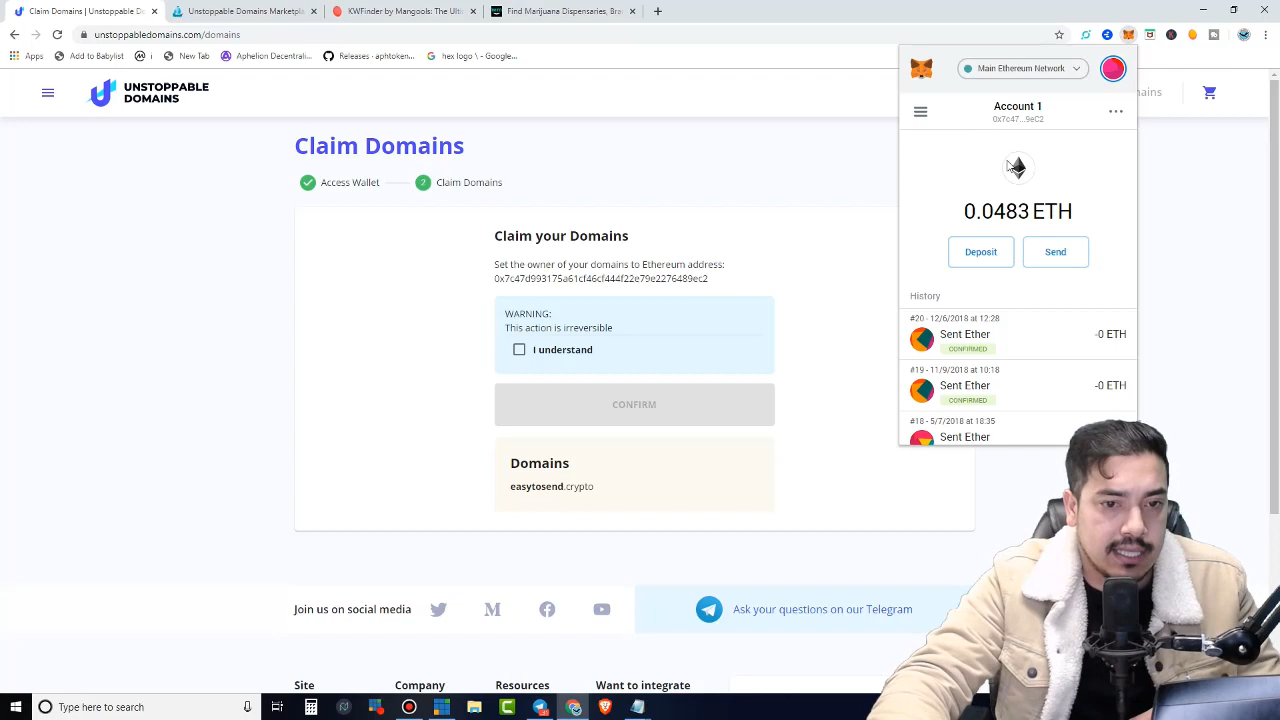 Claim Domains | Unstoppable Do
Unstoppable Domains Marketpla
KWFinder by Mangools: The Ulti
Find Marijuana Dispensaries, Bra
unstoppabledomains.com/domains
Apps
Add to Babelist
New Tab
Aphelion Decentrali...
Releases · aphtoken...
hex logo \ - Google...
UNSTOPPABLE
DOMAINS
mains
Main Ethereum Network
Account 1
0x7c47...9eC2
0.0483 ETH
Deposit
Send
History
#20 - 12/6/2018 at 12:28
Sent Ether
-0 ETH
CONFIRMED
#19 - 11/9/2018 at 10:18
Sent Ether
-0 ETH
CONFIRMED
#18 - 5/7/2018 at 18:35
Sent Ether
Claim Domains
Access Wallet
2
Claim Domains
Claim your Domains
Set the owner of your domains to Ethereum address:
0x7c47d993175a61cf46cf444f22e79e2276489ec2
WARNING:
This action is irreversible
I understand
CONFIRM
Domains
easytosend.crypto
Join us on social media
Ask your questions on our Telegram
Site
Company
Resources
Want to integrate
Type here to search